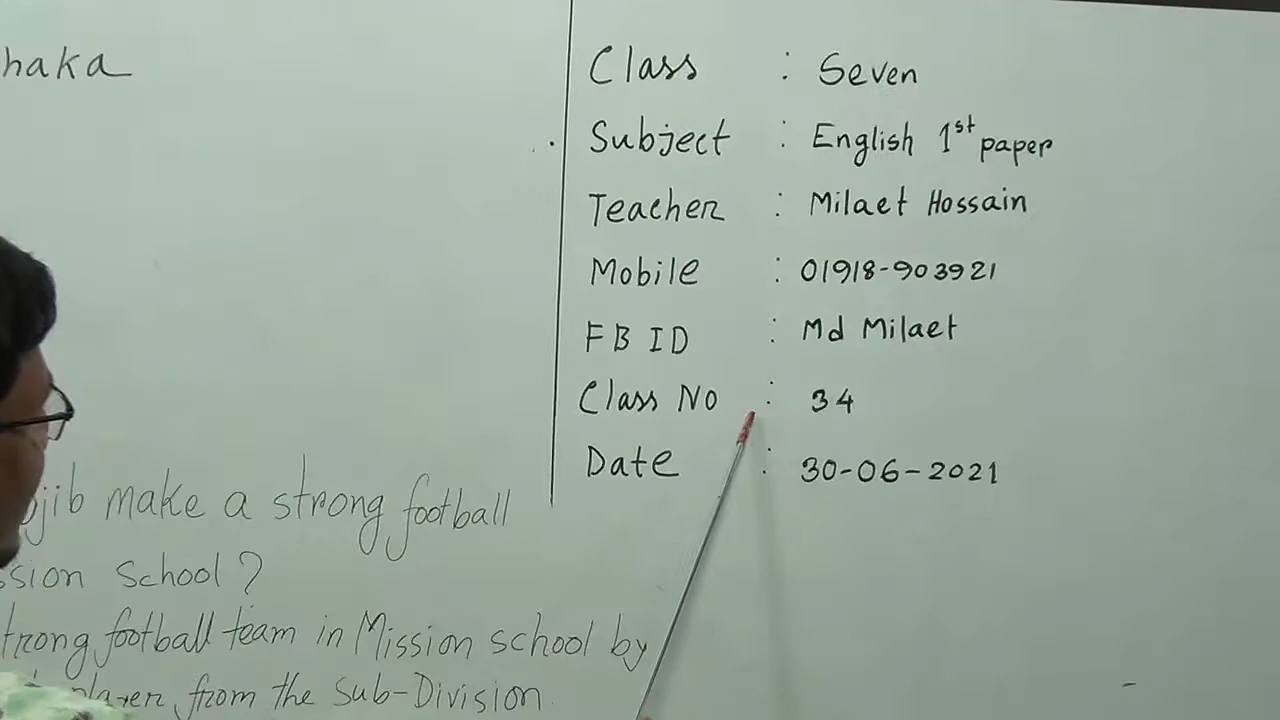 haka
Class : Seven
Subject : English 1st paper
Teacher : Milaet Hossain
Mobile : 01918-903921
FB ID : Md Milaet
Class No : 34
Date : 30-06-2021
jib make a strong football
ssion School?
trong football team in Mission school by
player from the Sub-Division